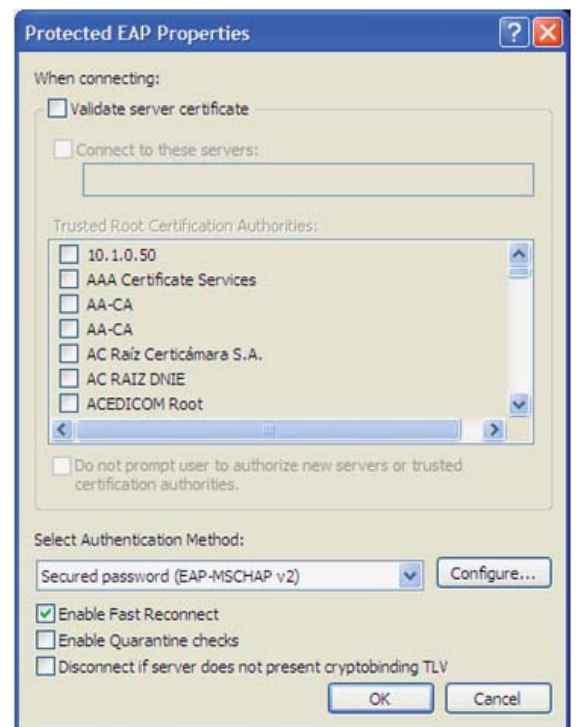 Protected EAP Properties
When connecting:
Validate server certificate
Connect to these servers:
Trusted Root Certification Authorities:
10.1.0.50
AAA Certificate Services
AA-CA
AA-CA
AC Raíz Certicámara S.A.
AC RAIZ DNIE
ACEDICOM Root
Do not prompt user to authorize new servers or trusted
certification authorities.
Select Authentication Method:
Secured password (EAP-MSCHAP v2)
Configure...
Enable Fast Reconnect
Enable Quarantine checks
Disconnect if server does not present cryptobinding TLV
OK Cancel